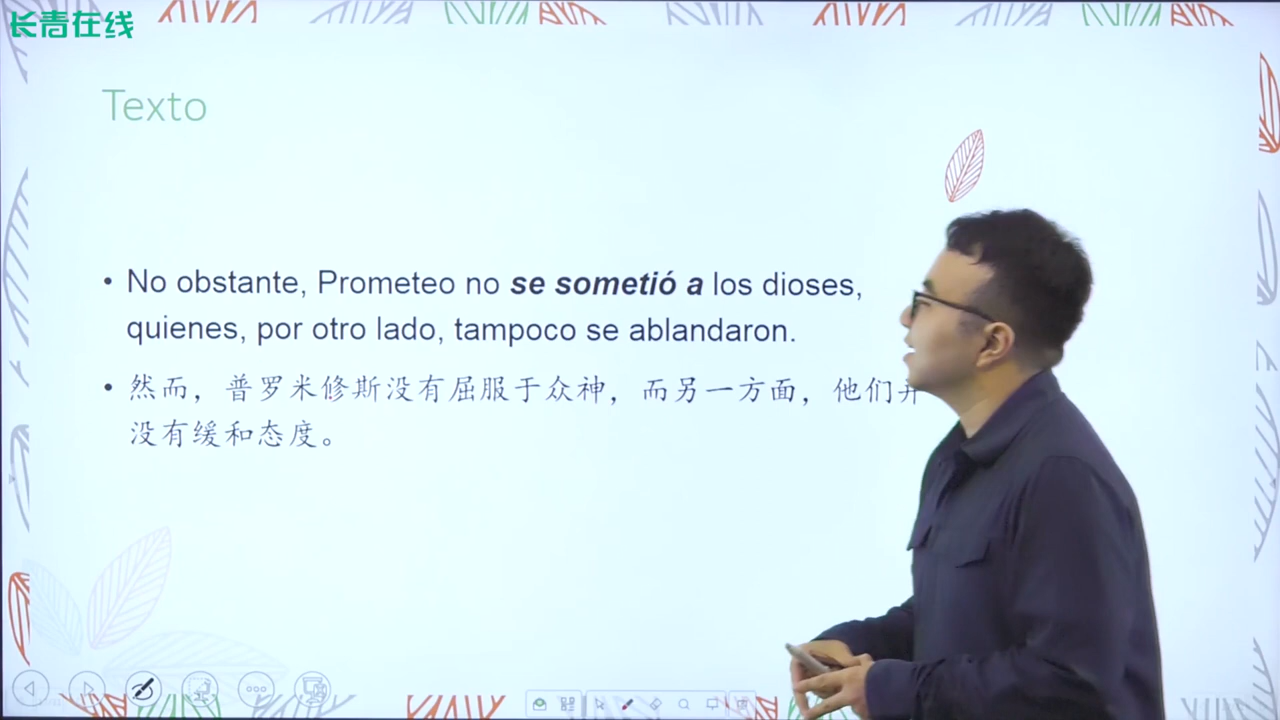 长青在线
Texto
• No obstante, Prometeo no se sometió a los dioses,
quienes, por otro lado, tampoco se ablandaron.
• 然而，普罗米修斯没有屈服于众神，而另一方面，他们并
没有缓和态度。